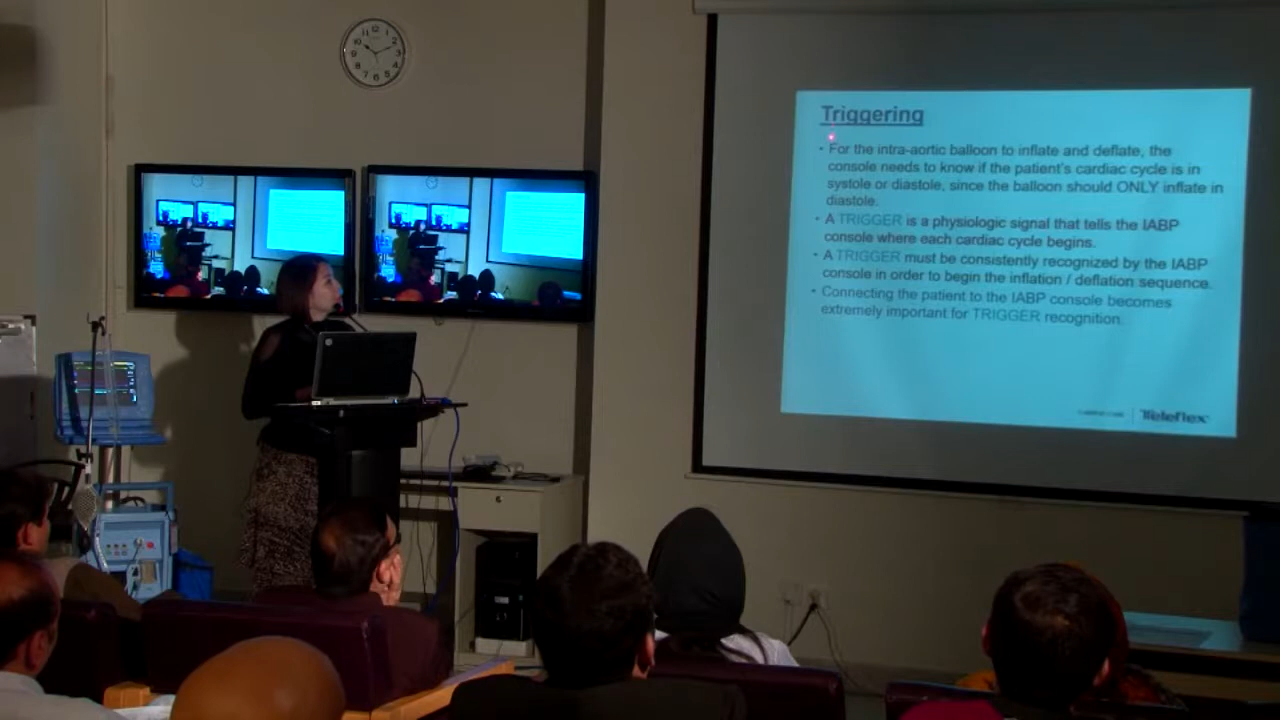 Triggering
• For the intra-aortic balloon to inflate and deflate, the
console needs to know if the patient's cardiac cycle is in
systole or diastole, since the balloon should ONLY inflate in
diastole.
• A TRIGGER is a physiologic signal that tells the IABP
console where each cardiac cycle begins.
• A TRIGGER must be consistently recognized by the IABP
console in order to begin the inflation / deflation sequence.
• Connecting the patient to the IABP console becomes
extremely important for TRIGGER recognition.
Teleflex